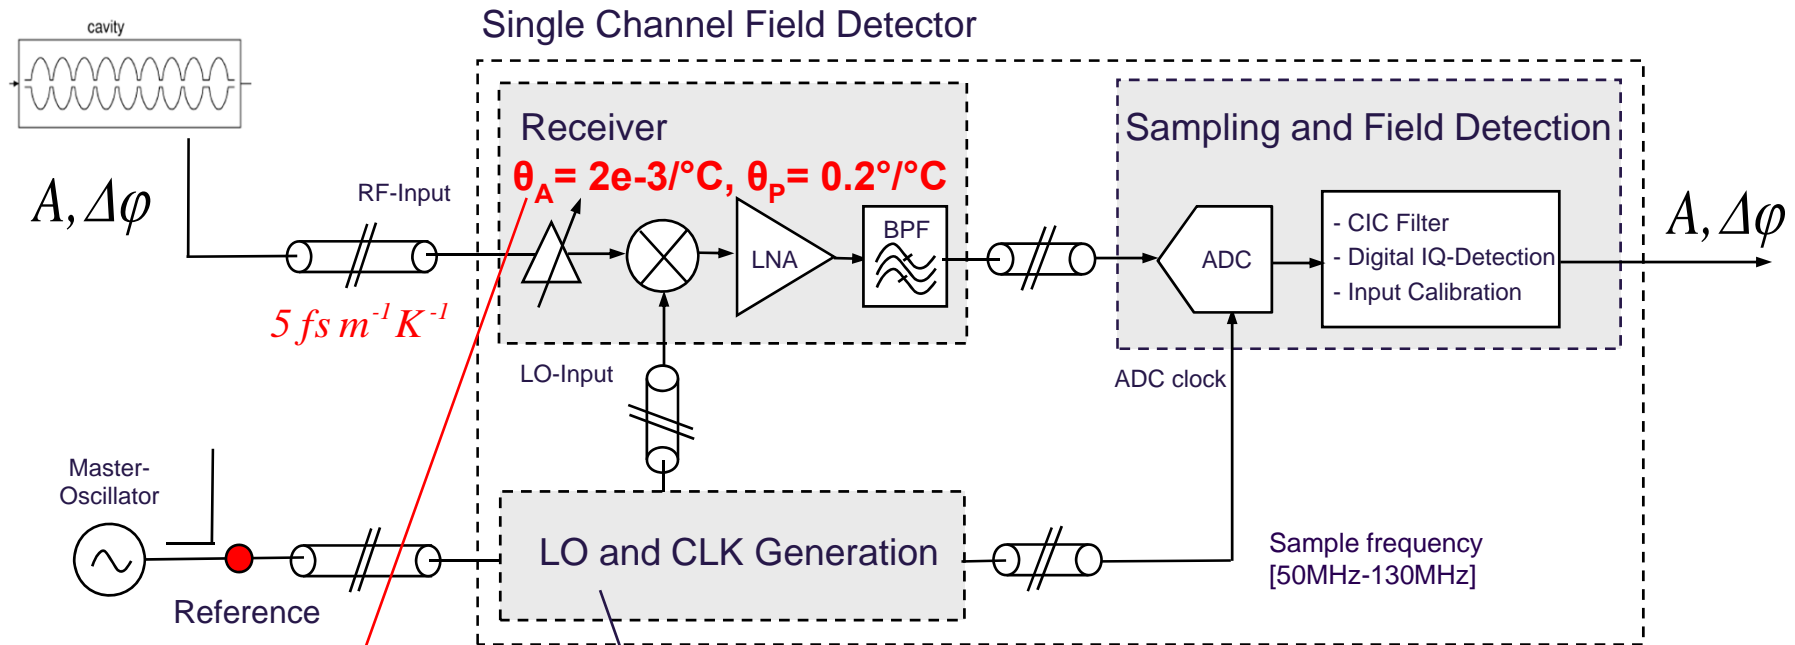 Single Channel Field Detector
cavity
Receiver
Sampling and Field Detection
θA= 2e-3/°C, θP= 0.2°/°C
A, Δφ
RF-Input
LNA
BPF
ADC
- CIC Filter
- Digital IQ-Detection
- Input Calibration
A, Δφ
5 fs m⁻¹ K⁻¹
LO-Input
ADC clock
Master-
Oscillator
LO and CLK Generation
Sample frequency
[50MHz-130MHz]
Reference